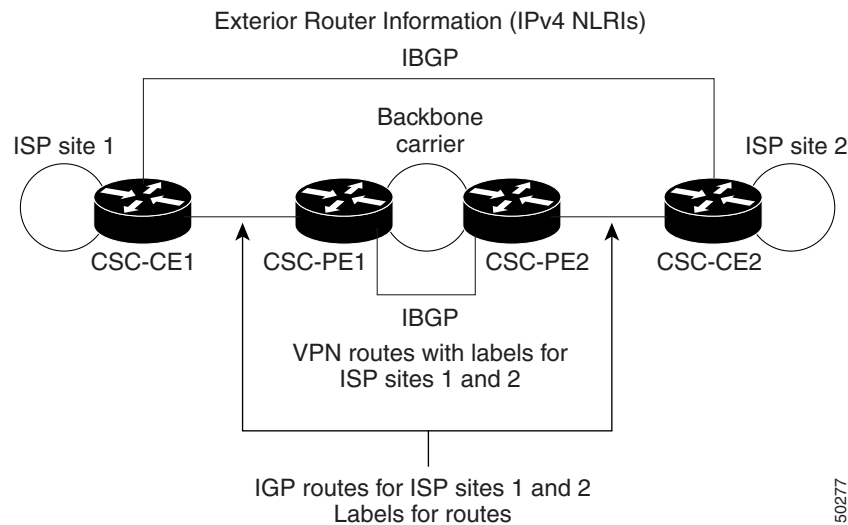 Exterior Router Information (IPv4 NLRIs)
IBGP
Backbone
carrier
ISP site 1
ISP site 2
CSC-CE1
CSC-PE1
CSC-PE2
CSC-CE2
IBGP
VPN routes with labels for
ISP sites 1 and 2
IGP routes for ISP sites 1 and 2
Labels for routes
50277